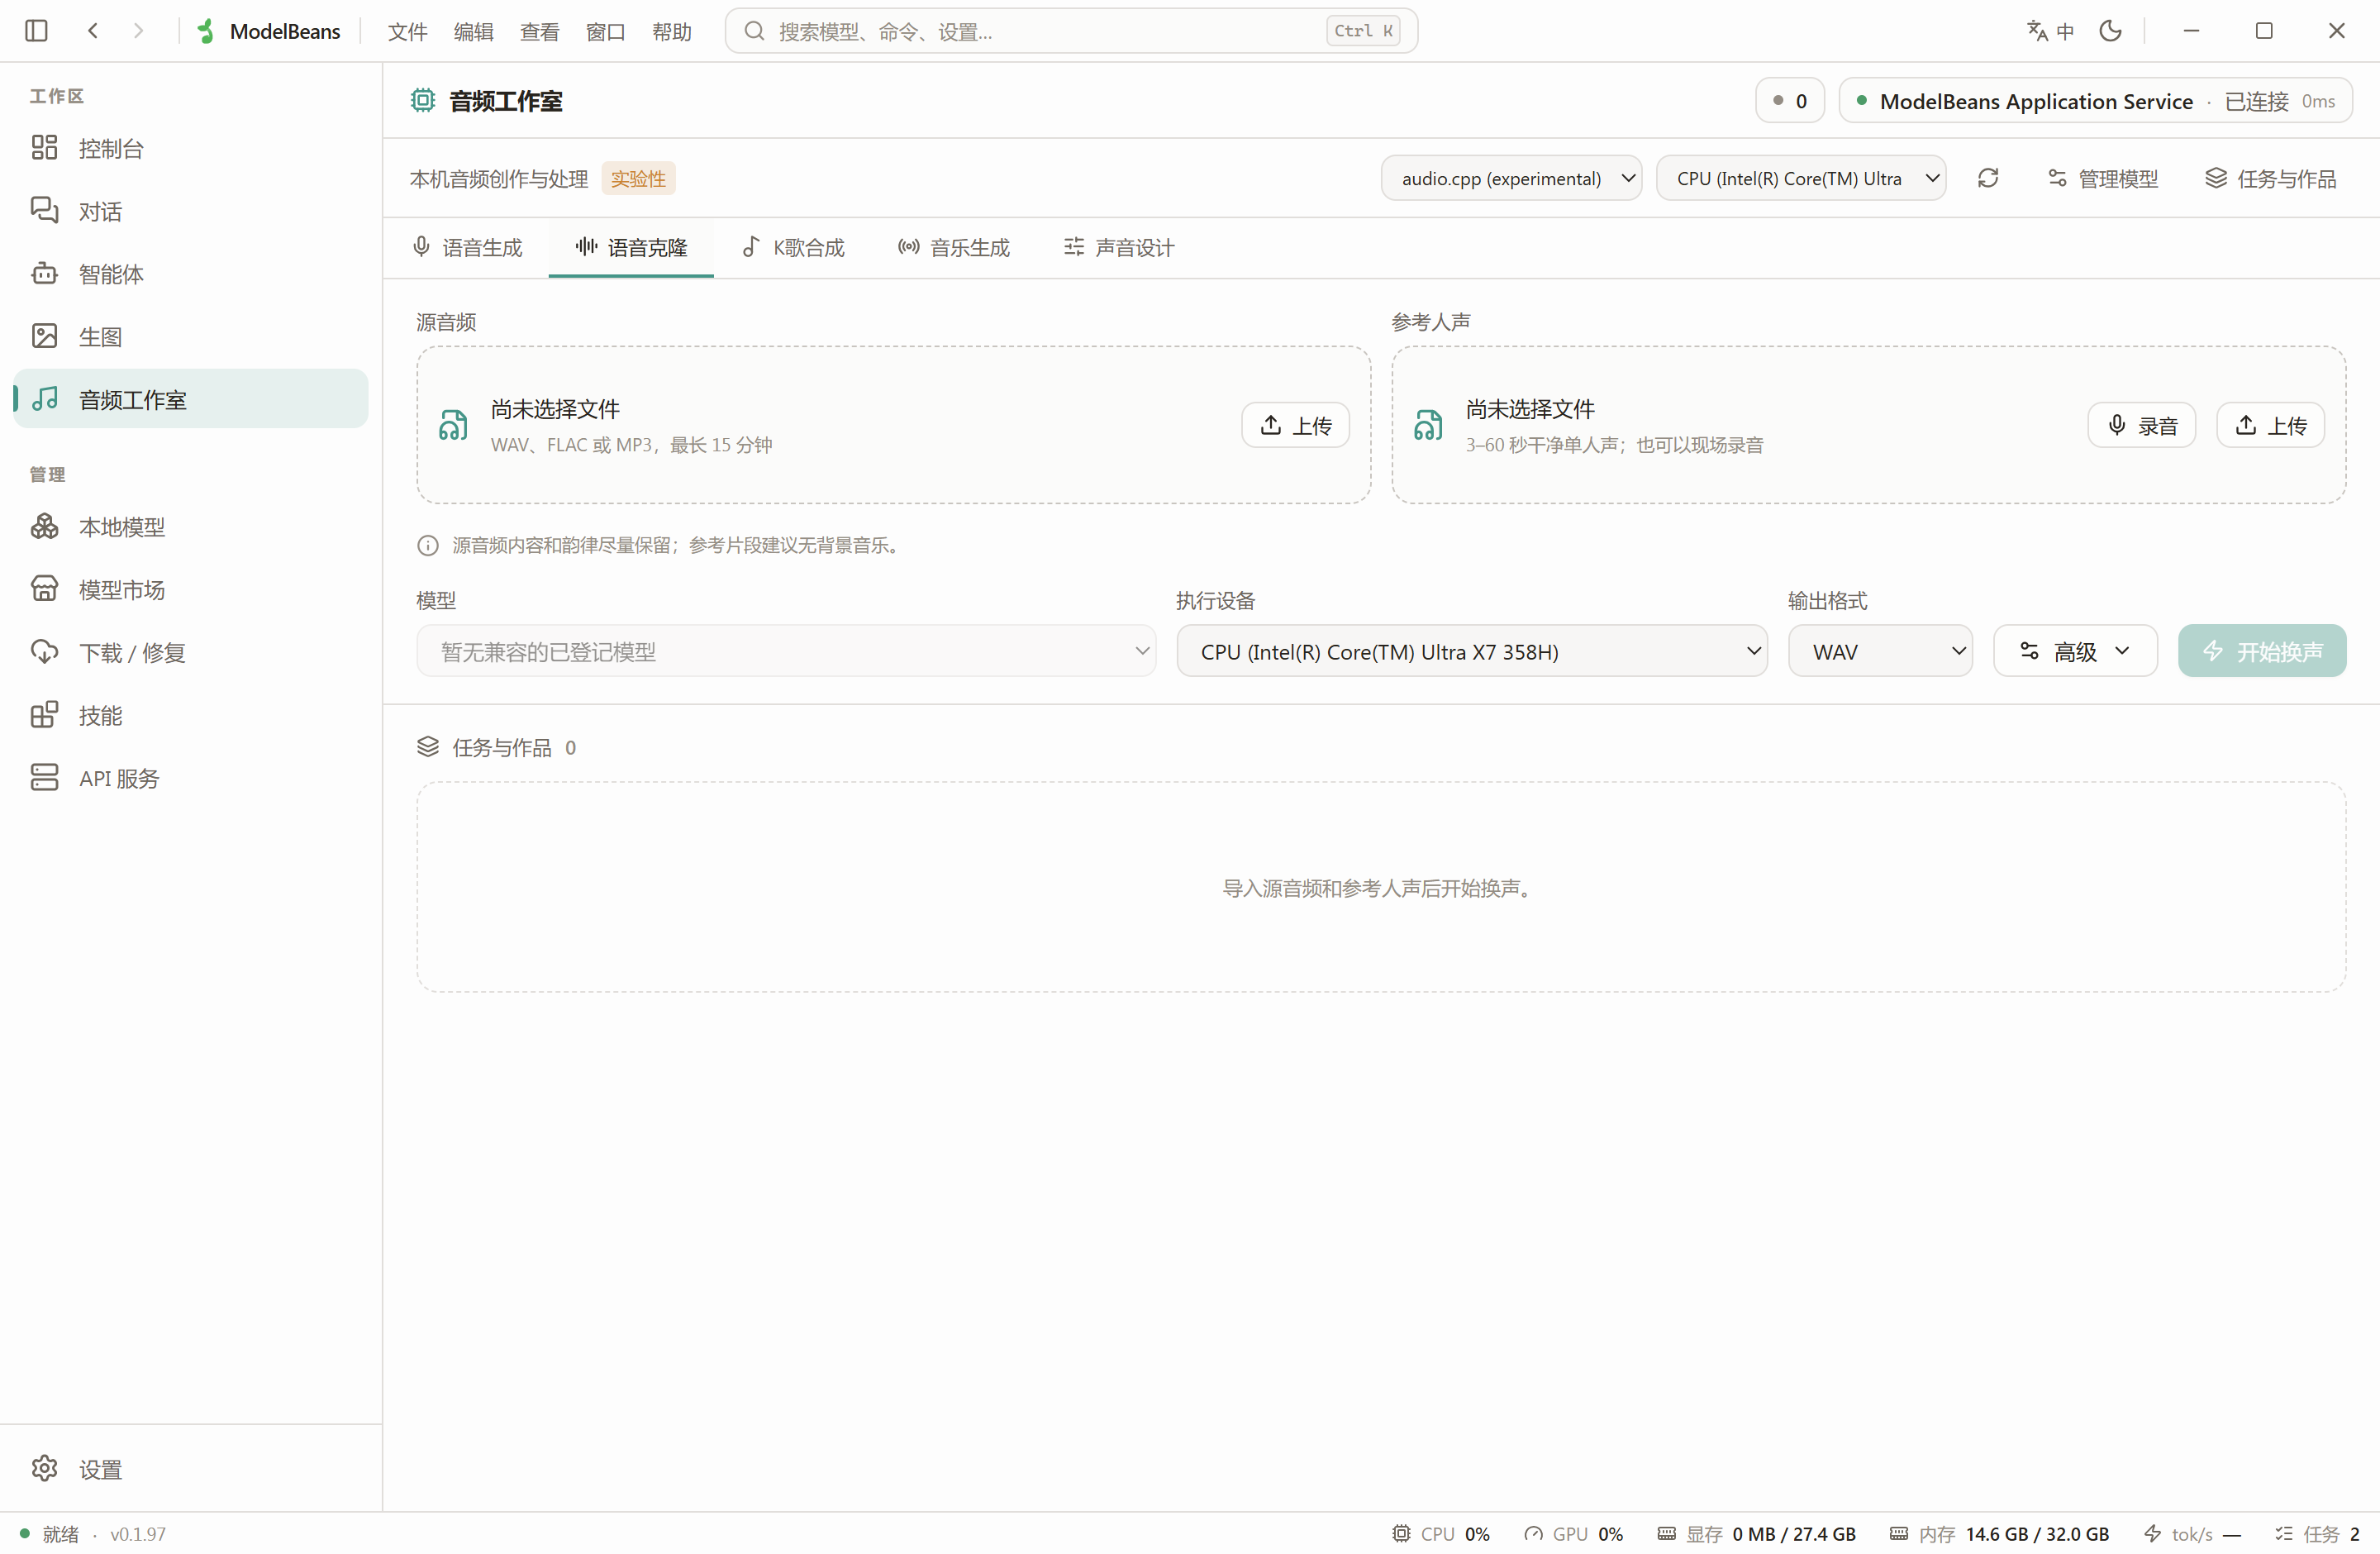 ModelBeans 文件 编辑 查看 窗口 帮助 搜索模型、命令、设置... Ctrl K 中
工作区
控制台
对话
智能体
生图
音频工作室
管理
本地模型
模型市场
下载 / 修复
技能
API 服务
设置
音频工作室 0 ModelBeans Application Service · 已连接 0ms
本机音频创作与处理 实验性 audio.cpp (experimental) CPU (Intel(R) Core(TM) Ultra 管理模型 任务与作品
语音生成 语音克隆 K歌合成 音乐生成 声音设计
源音频
尚未选择文件
WAV、FLAC 或 MP3，最长 15 分钟
上传
参考人声
尚未选择文件
3–60 秒干净单人声；也可以现场录音
录音 上传
源音频内容和韵律尽量保留；参考片段建议无背景音乐。
模型 执行设备 输出格式
暂无兼容的已登记模型 CPU (Intel(R) Core(TM) Ultra X7 358H) WAV 高级 开始换声
任务与作品 0
导入源音频和参考人声后开始换声。
就绪 · v0.1.97 CPU 0% GPU 0% 显存 0 MB / 27.4 GB 内存 14.6 GB / 32.0 GB tok/s — 任务 2